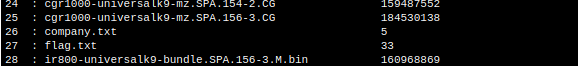 24 : cgr1000-universalk9-mz.SPA.154-2.CG 159487552
25 : cgr1000-universalk9-mz.SPA.156-3.CG 184530138
26 : company.txt 5
27 : flag.txt 33
28 : ir800-universalk9-bundle.SPA.156-3.M.bin 160968869